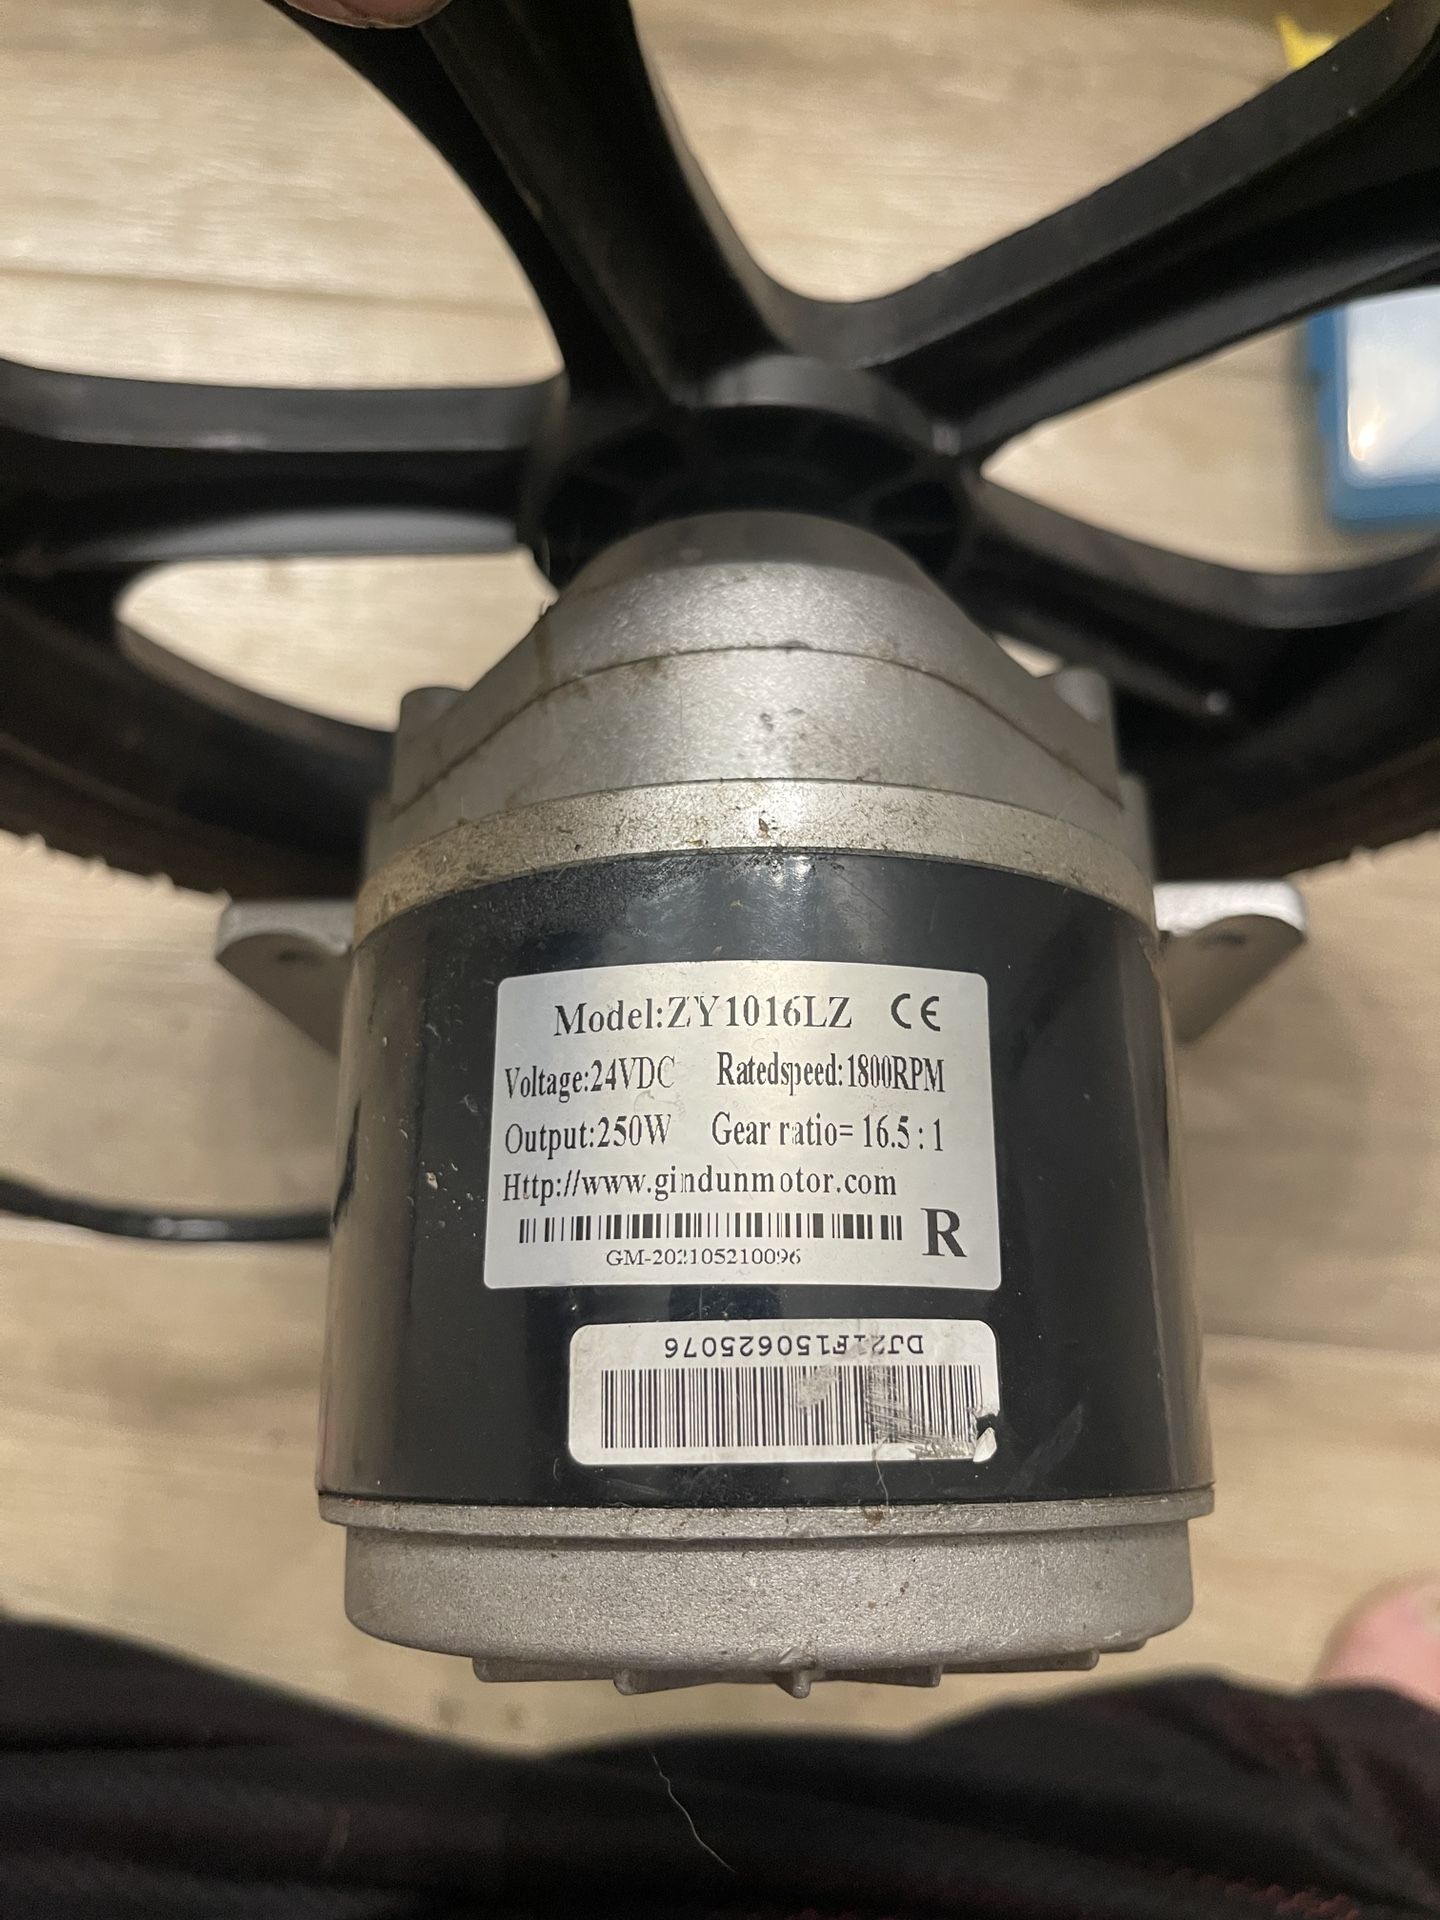 Model:ZY1016LZ CE
Voltage:24VDC Ratedspeed:1800RPM
Output:250W Gear ratio= 16.5 : 1
Http://www.gindunmotor.com
R
GM-202105210096
DJ21F150625076